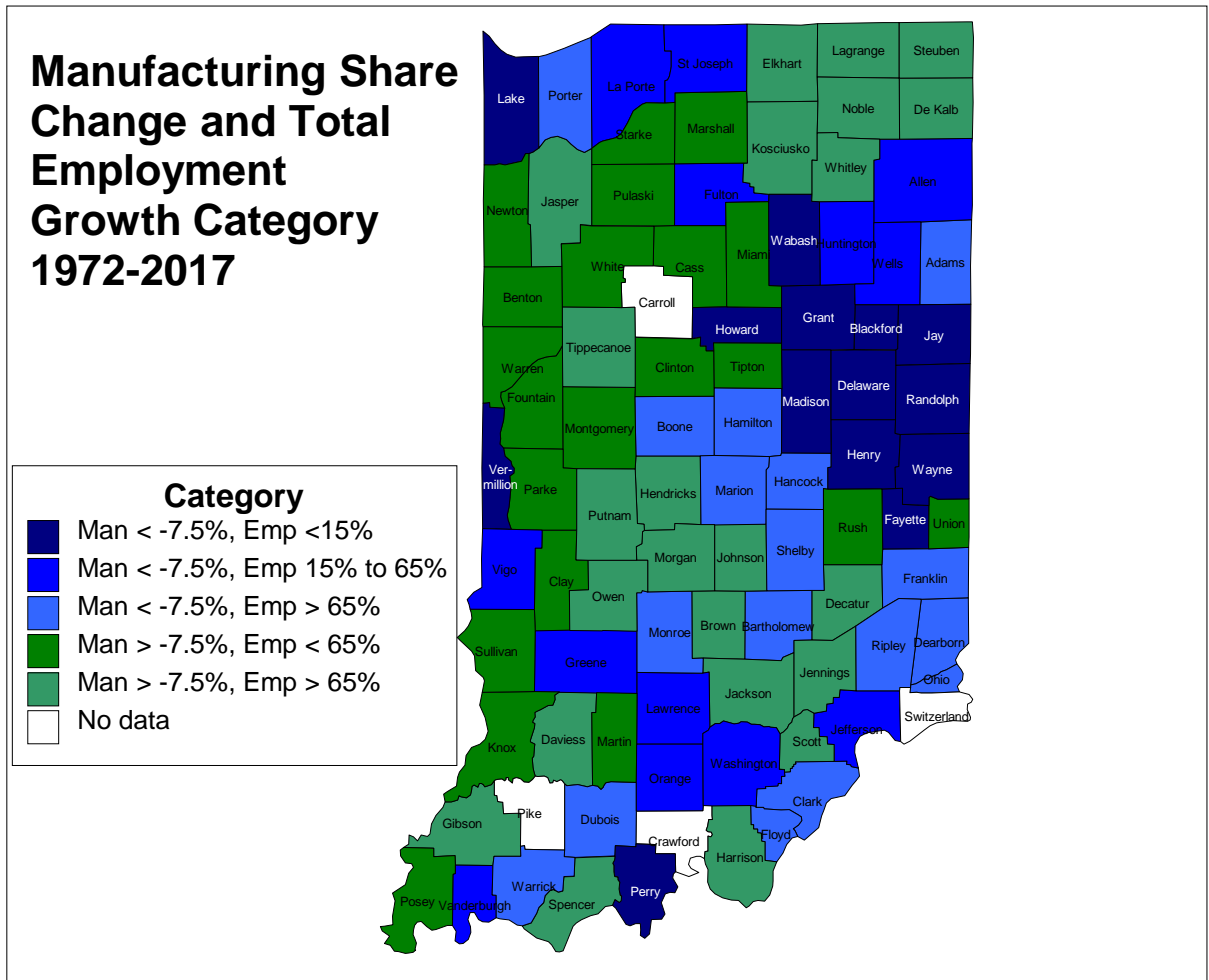 Manufacturing Share
Change and Total
Employment
Growth Category
1972-2017
Lake
Porter
La Porte
St Joseph
Elkhart
Lagrange
Steuben
Noble
De Kalb
Starke
Marshall
Kosciusko
Whitley
Allen
Newton
Jasper
Pulaski
Fulton
Wabash
Huntington
Wells
Adams
White
Cass
Miam
Benton
Carroll
Howard
Grant
Blackford
Jay
Warren
Tippecanoe
Clinton
Tipton
Madison
Delaware
Randolph
Fountain
Montgomery
Boone
Hamilton
Henry
Wayne
Ver-
million
Parke
Putnam
Hendricks
Marion
Hancock
Rush
Fayette
Union
Category
Man < -7.5%, Emp <15%
Man < -7.5%, Emp 15% to 65%
Man < -7.5%, Emp > 65%
Man > -7.5%, Emp < 65%
Man > -7.5%, Emp > 65%
No data
Vigo
Clay
Owen
Morgan
Johnson
Shelby
Decatur
Franklin
Sullivan
Greene
Monroe
Brown
Bartholomew
Jennings
Ripley
Dearborn
Ohio
Switzerland
Knox
Daviess
Martin
Lawrence
Jackson
Scott
Jefferson
Orange
Washington
Clark
Floyd
Gibson
Pike
Dubois
Crawford
Harrison
Posey
Vanderburgh
Warrick
Spencer
Perry